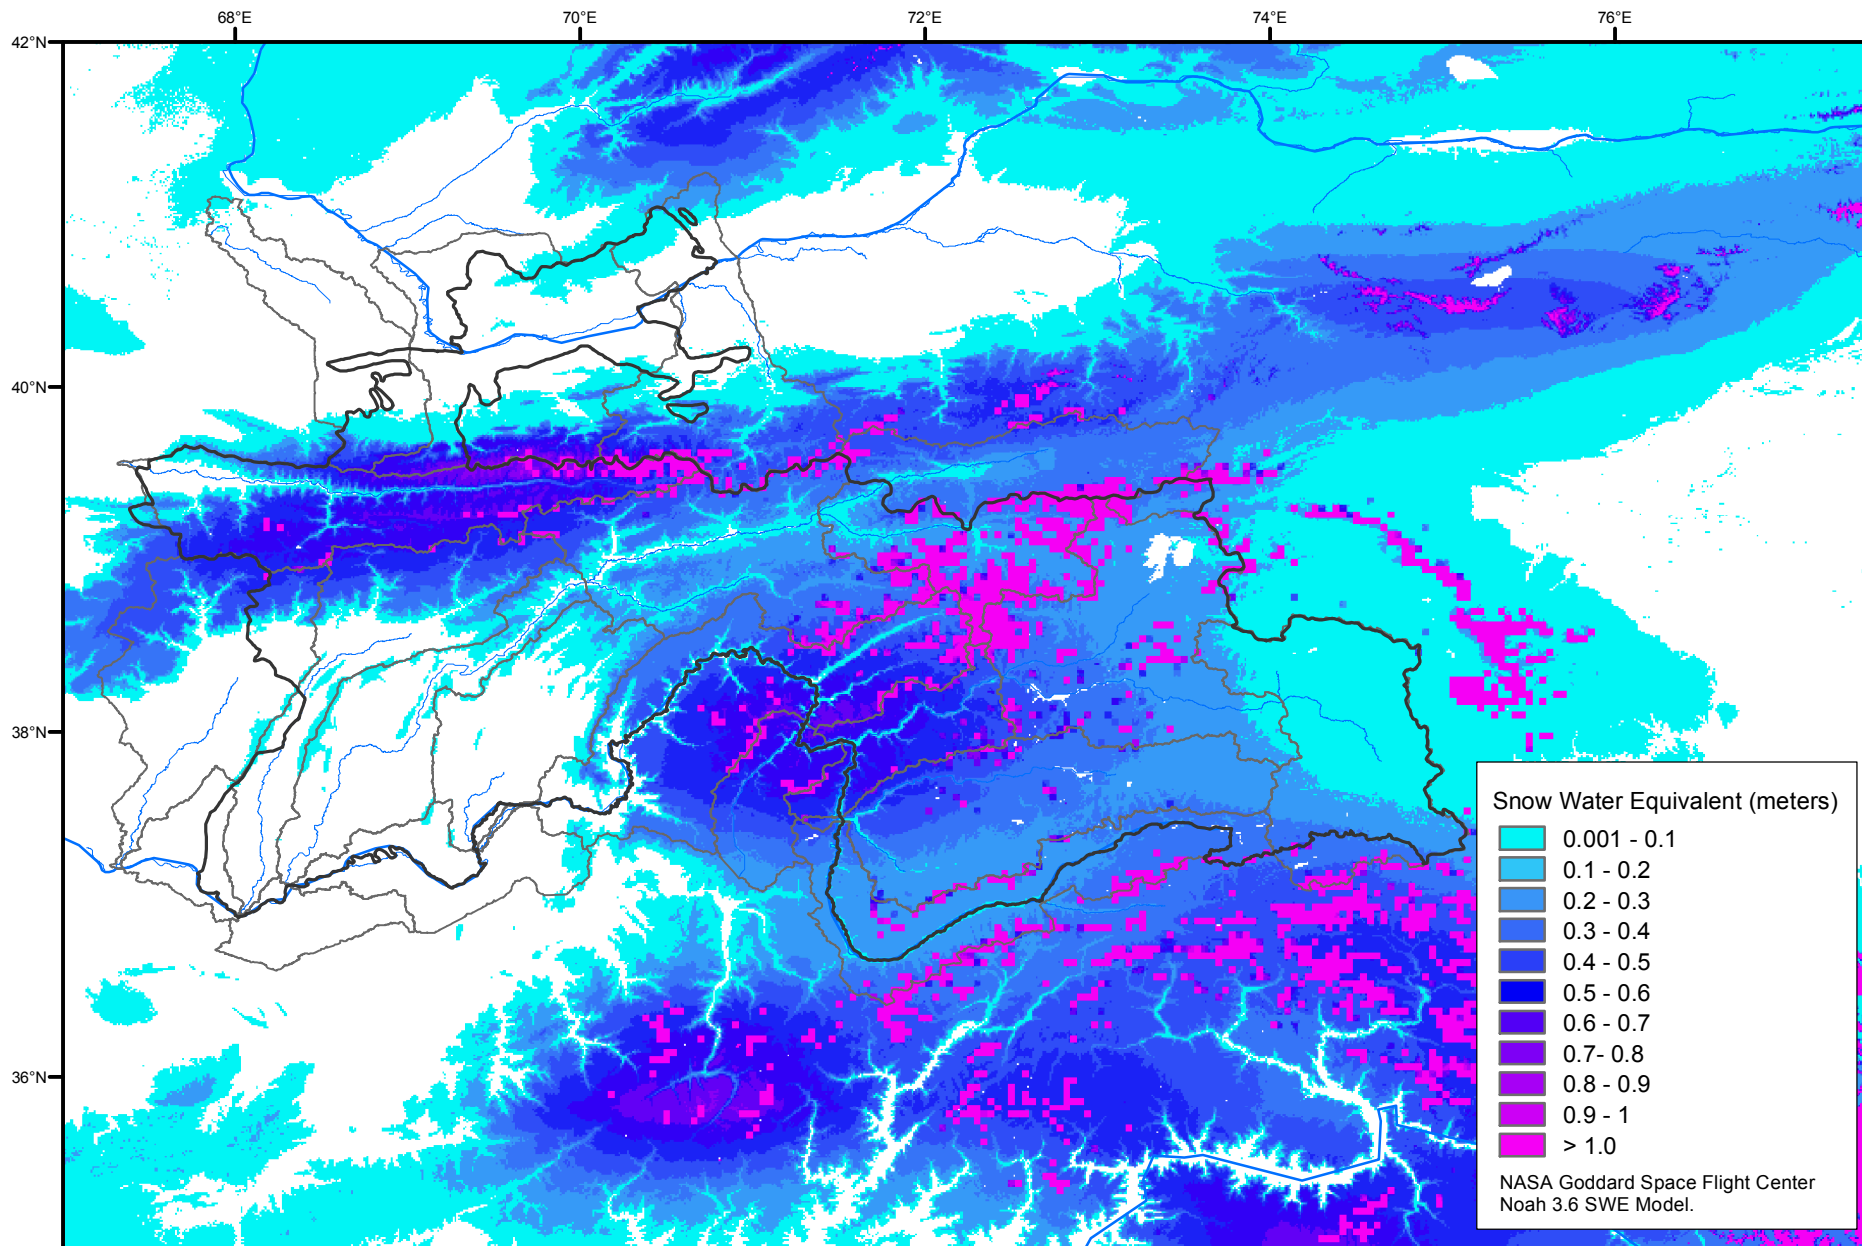 68°E 70°E 72°E 74°E 76°E
42°N
40°N
38°N
36°N
Snow Water Equivalent (meters)
0.001 - 0.1
0.1 - 0.2
0.2 - 0.3
0.3 - 0.4
0.4 - 0.5
0.5 - 0.6
0.6 - 0.7
0.7- 0.8
0.8 - 0.9
0.9 - 1
> 1.0
NASA Goddard Space Flight Center
Noah 3.6 SWE Model.